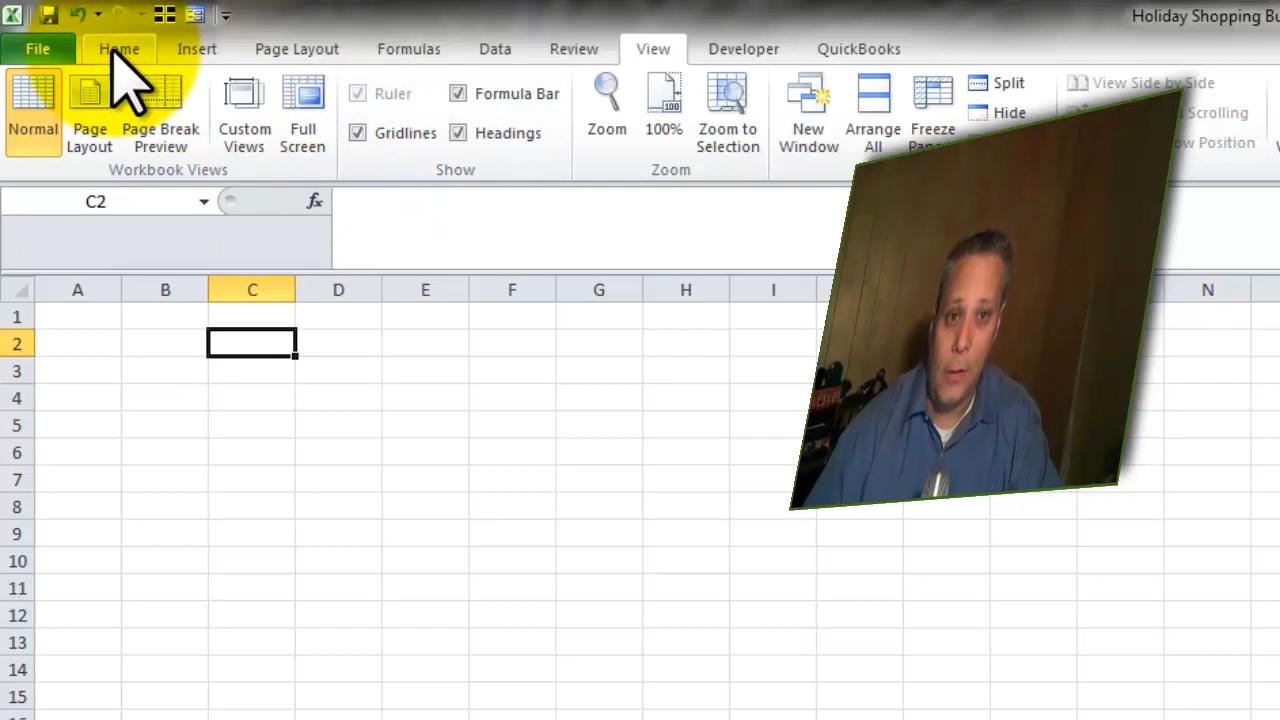 Holiday Shopping Bu
File Home Insert Page Layout Formulas Data Review View Developer QuickBooks
Normal Page Layout Page Break Preview Custom Views Full Screen
Ruler Formula Bar
Gridlines Headings
Zoom 100% Zoom to Selection
New Window Arrange All Freeze
Split View Side by Side
Hide Scrolling
Position
Workbook Views Show Zoom
C2 fx
A B C D E F G H I N
1
2
3
4
5
6
7
8
9
10
11
12
13
14
15